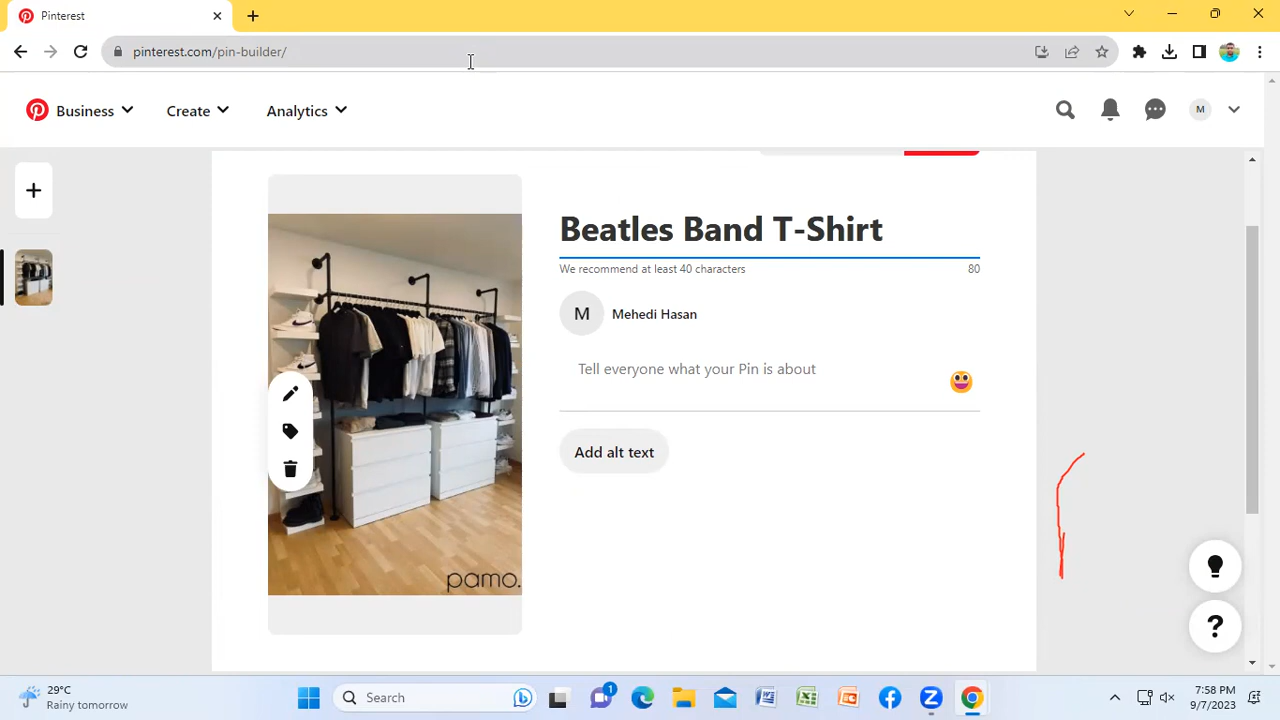 Pinterest
pinterest.com/pin-builder/
Business
Create
Analytics
M
Beatles Band T-Shirt
We recommend at least 40 characters
80
M
Mehedi Hasan
Tell everyone what your Pin is about
Add alt text
pamo.
?
29°C
Rainy tomorrow
Search
1
7:58 PM
9/7/2023